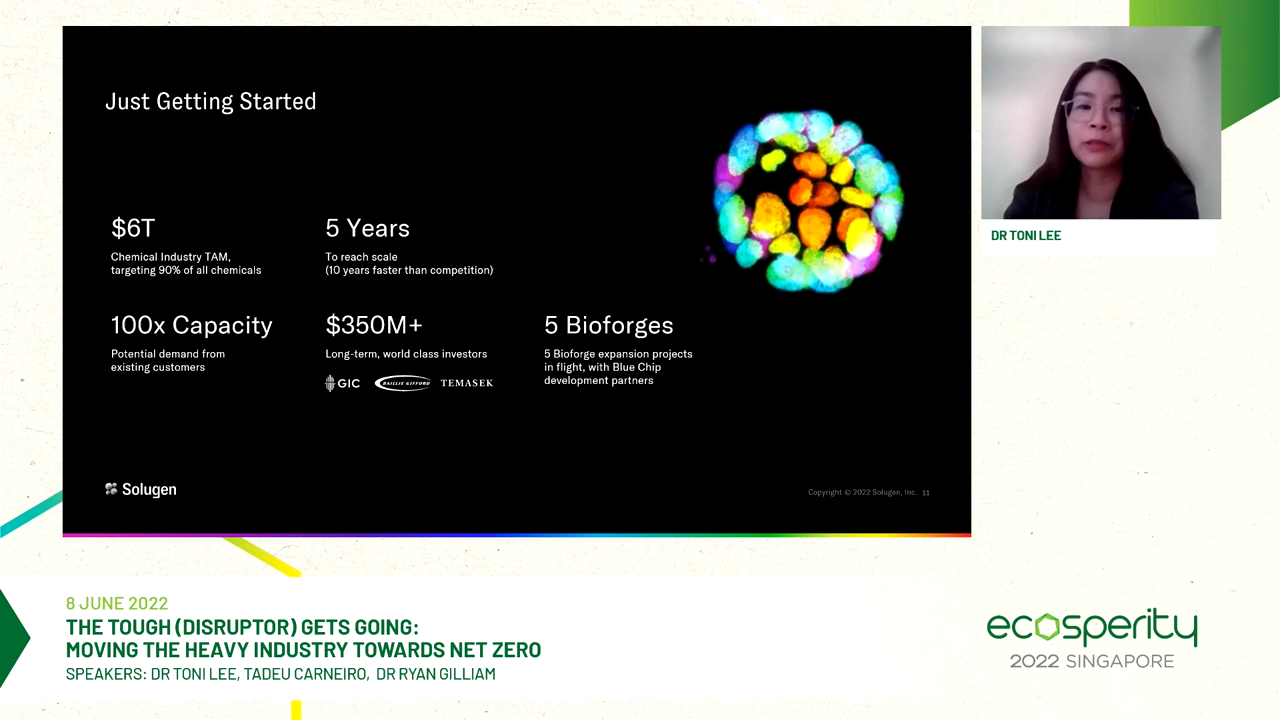 Just Getting Started
$6T
Chemical Industry TAM,
targeting 90% of all chemicals
5 Years
To reach scale
(10 years faster than competition)
100x Capacity
Potential demand from
existing customers
$350M+
Long-term, world class investors
GIC
BAILLIE GIFFORD
TEMASEK
5 Bioforges
5 Bioforge expansion projects
in flight, with Blue Chip
development partners
Solugen
Copyright © 2022 Solugen, Inc. 11
DR TONI LEE
8 JUNE 2022
THE TOUGH (DISRUPTOR) GETS GOING:
MOVING THE HEAVY INDUSTRY TOWARDS NET ZERO
SPEAKERS: DR TONI LEE, TADEU CARNEIRO, DR RYAN GILLIAM
ecosperity
2022 SINGAPORE